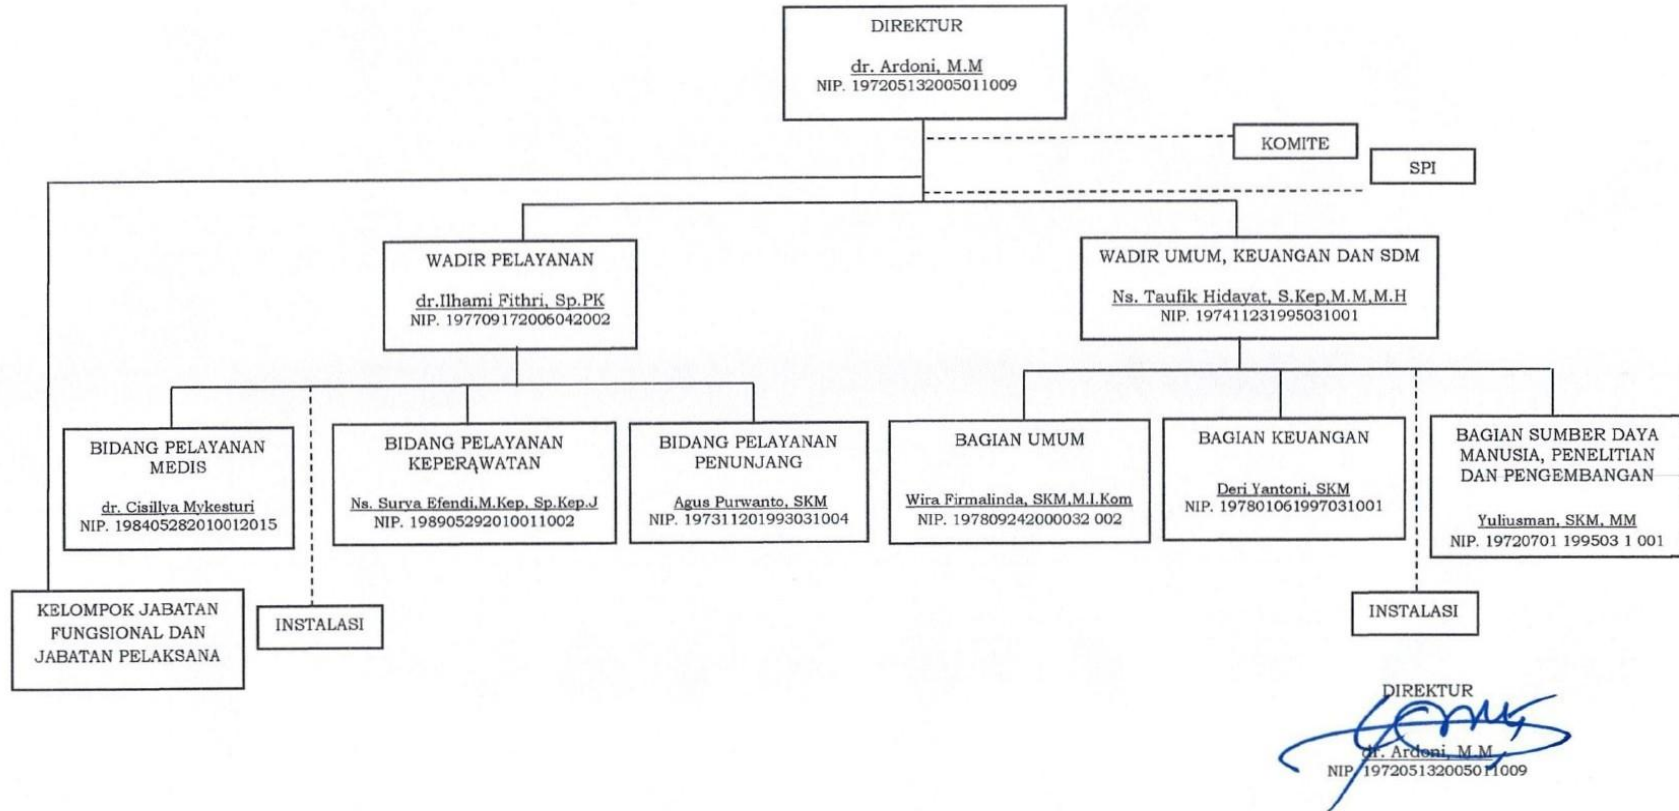 DIREKTUR
dr. Ardoni, M.M
NIP. 197205132005011009
KOMITE
SPI
WADIR PELAYANAN
dr.Ilhami Fithri, Sp.PK
NIP. 197709172006042002
WADIR UMUM, KEUANGAN DAN SDM
Ns. Taufik Hidayat, S.Kep,M.M,M.H
NIP. 197411231995031001
BIDANG PELAYANAN
MEDIS
dr. Cisillya Mykesturi
NIP. 198405282010012015
BIDANG PELAYANAN
KEPERAWATAN
Ns. Surya Efendi,M.Kep, Sp.Kep.J
NIP. 198905292010011002
BIDANG PELAYANAN
PENUNJANG
Agus Purwanto, SKM
NIP. 197311201993031004
BAGIAN UMUM
Wira Firmalinda, SKM,M.I.Kom
NIP. 197809242000032 002
BAGIAN KEUANGAN
Deri Yantoni, SKM
NIP. 197801061997031001
BAGIAN SUMBER DAYA
MANUSIA, PENELITIAN
DAN PENGEMBANGAN
Yuliusman, SKM, MM
NIP. 19720701 199503 1 001
KELOMPOK JABATAN
FUNGSIONAL DAN
JABATAN PELAKSANA
INSTALASI
INSTALASI
DIREKTUR
dr. Ardoni, M.M
NIP. 197205132005011009